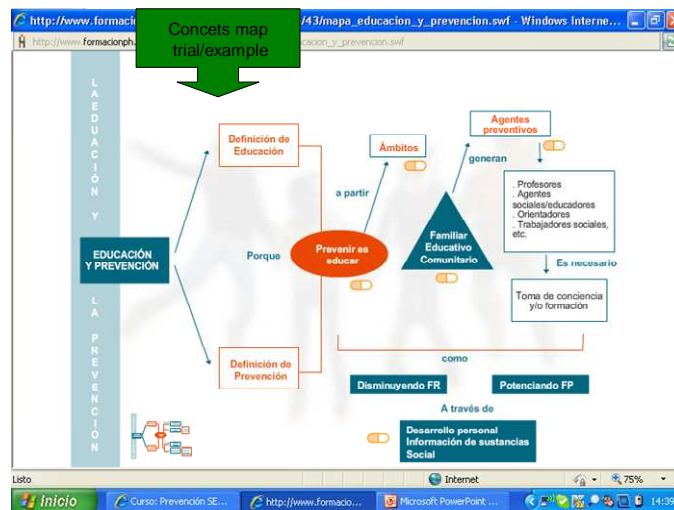 http://www.formacion
/43/mapa_educacion_y_prevencion.swf - Windows Interne...
http://www.formacionph.
cacion_y_prevencion.swf
Concets map
trial/example
LA EDUACIÓN Y LA PREVENCIÓN
EDUCACIÓN
Y PREVENCIÓN
Definición de
Educación
Definición de
Prevención
Porque
Prevenir es
educar
a partir
Ámbitos
Familiar
Educativo
Comunitario
generan
Agentes
preventivos
. Profesores
. Agentes
sociales/educadores
. Orientadores
. Trabajadores sociales,
etc.
Es necesario
Toma de conciencia
y/o formación
como
Disminuyendo FR
Potenciando FP
A través de
Desarrollo personal
Información de sustancias
Social
Listo
Internet
75%
Inicio
Curso: Prevención SE...
http://www.formacio...
Microsoft PowerPoint ...
14:39